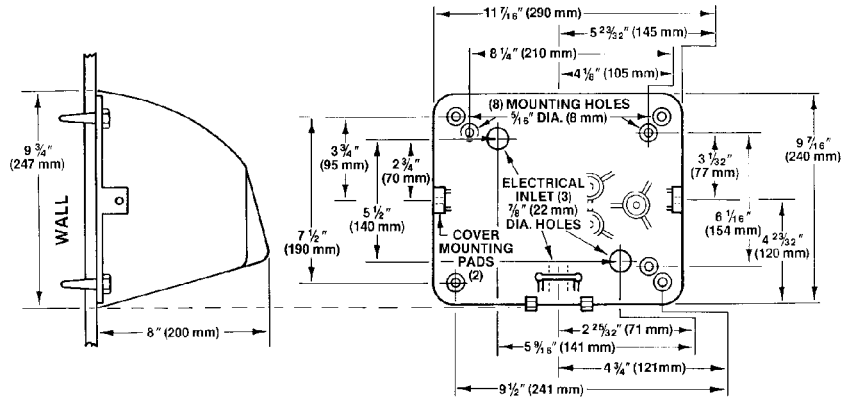 11 7/16" (290 mm)
5 23/32" (145 mm)
8 1/4" (210 mm)
4 1/8" (105 mm)
(8) MOUNTING HOLES
5/16" DIA. (8 mm)
9 3/4"
(247 mm)
WALL
8" (200 mm)
3 3/4"
(95 mm)
2 3/4"
(70 mm)
5 1/2"
(140 mm)
7 1/2"
(190 mm)
ELECTRICAL
INLET (3)
7/8" (22 mm)
DIA. HOLES
COVER
MOUNTING
PADS
(2)
3 1/32"
(77 mm)
9 7/16"
(240 mm)
6 1/16"
(154 mm)
4 23/32"
(120 mm)
2 25/32" (71 mm)
5 9/16" (141 mm)
4 3/4" (121mm)
9 1/2" (241 mm)